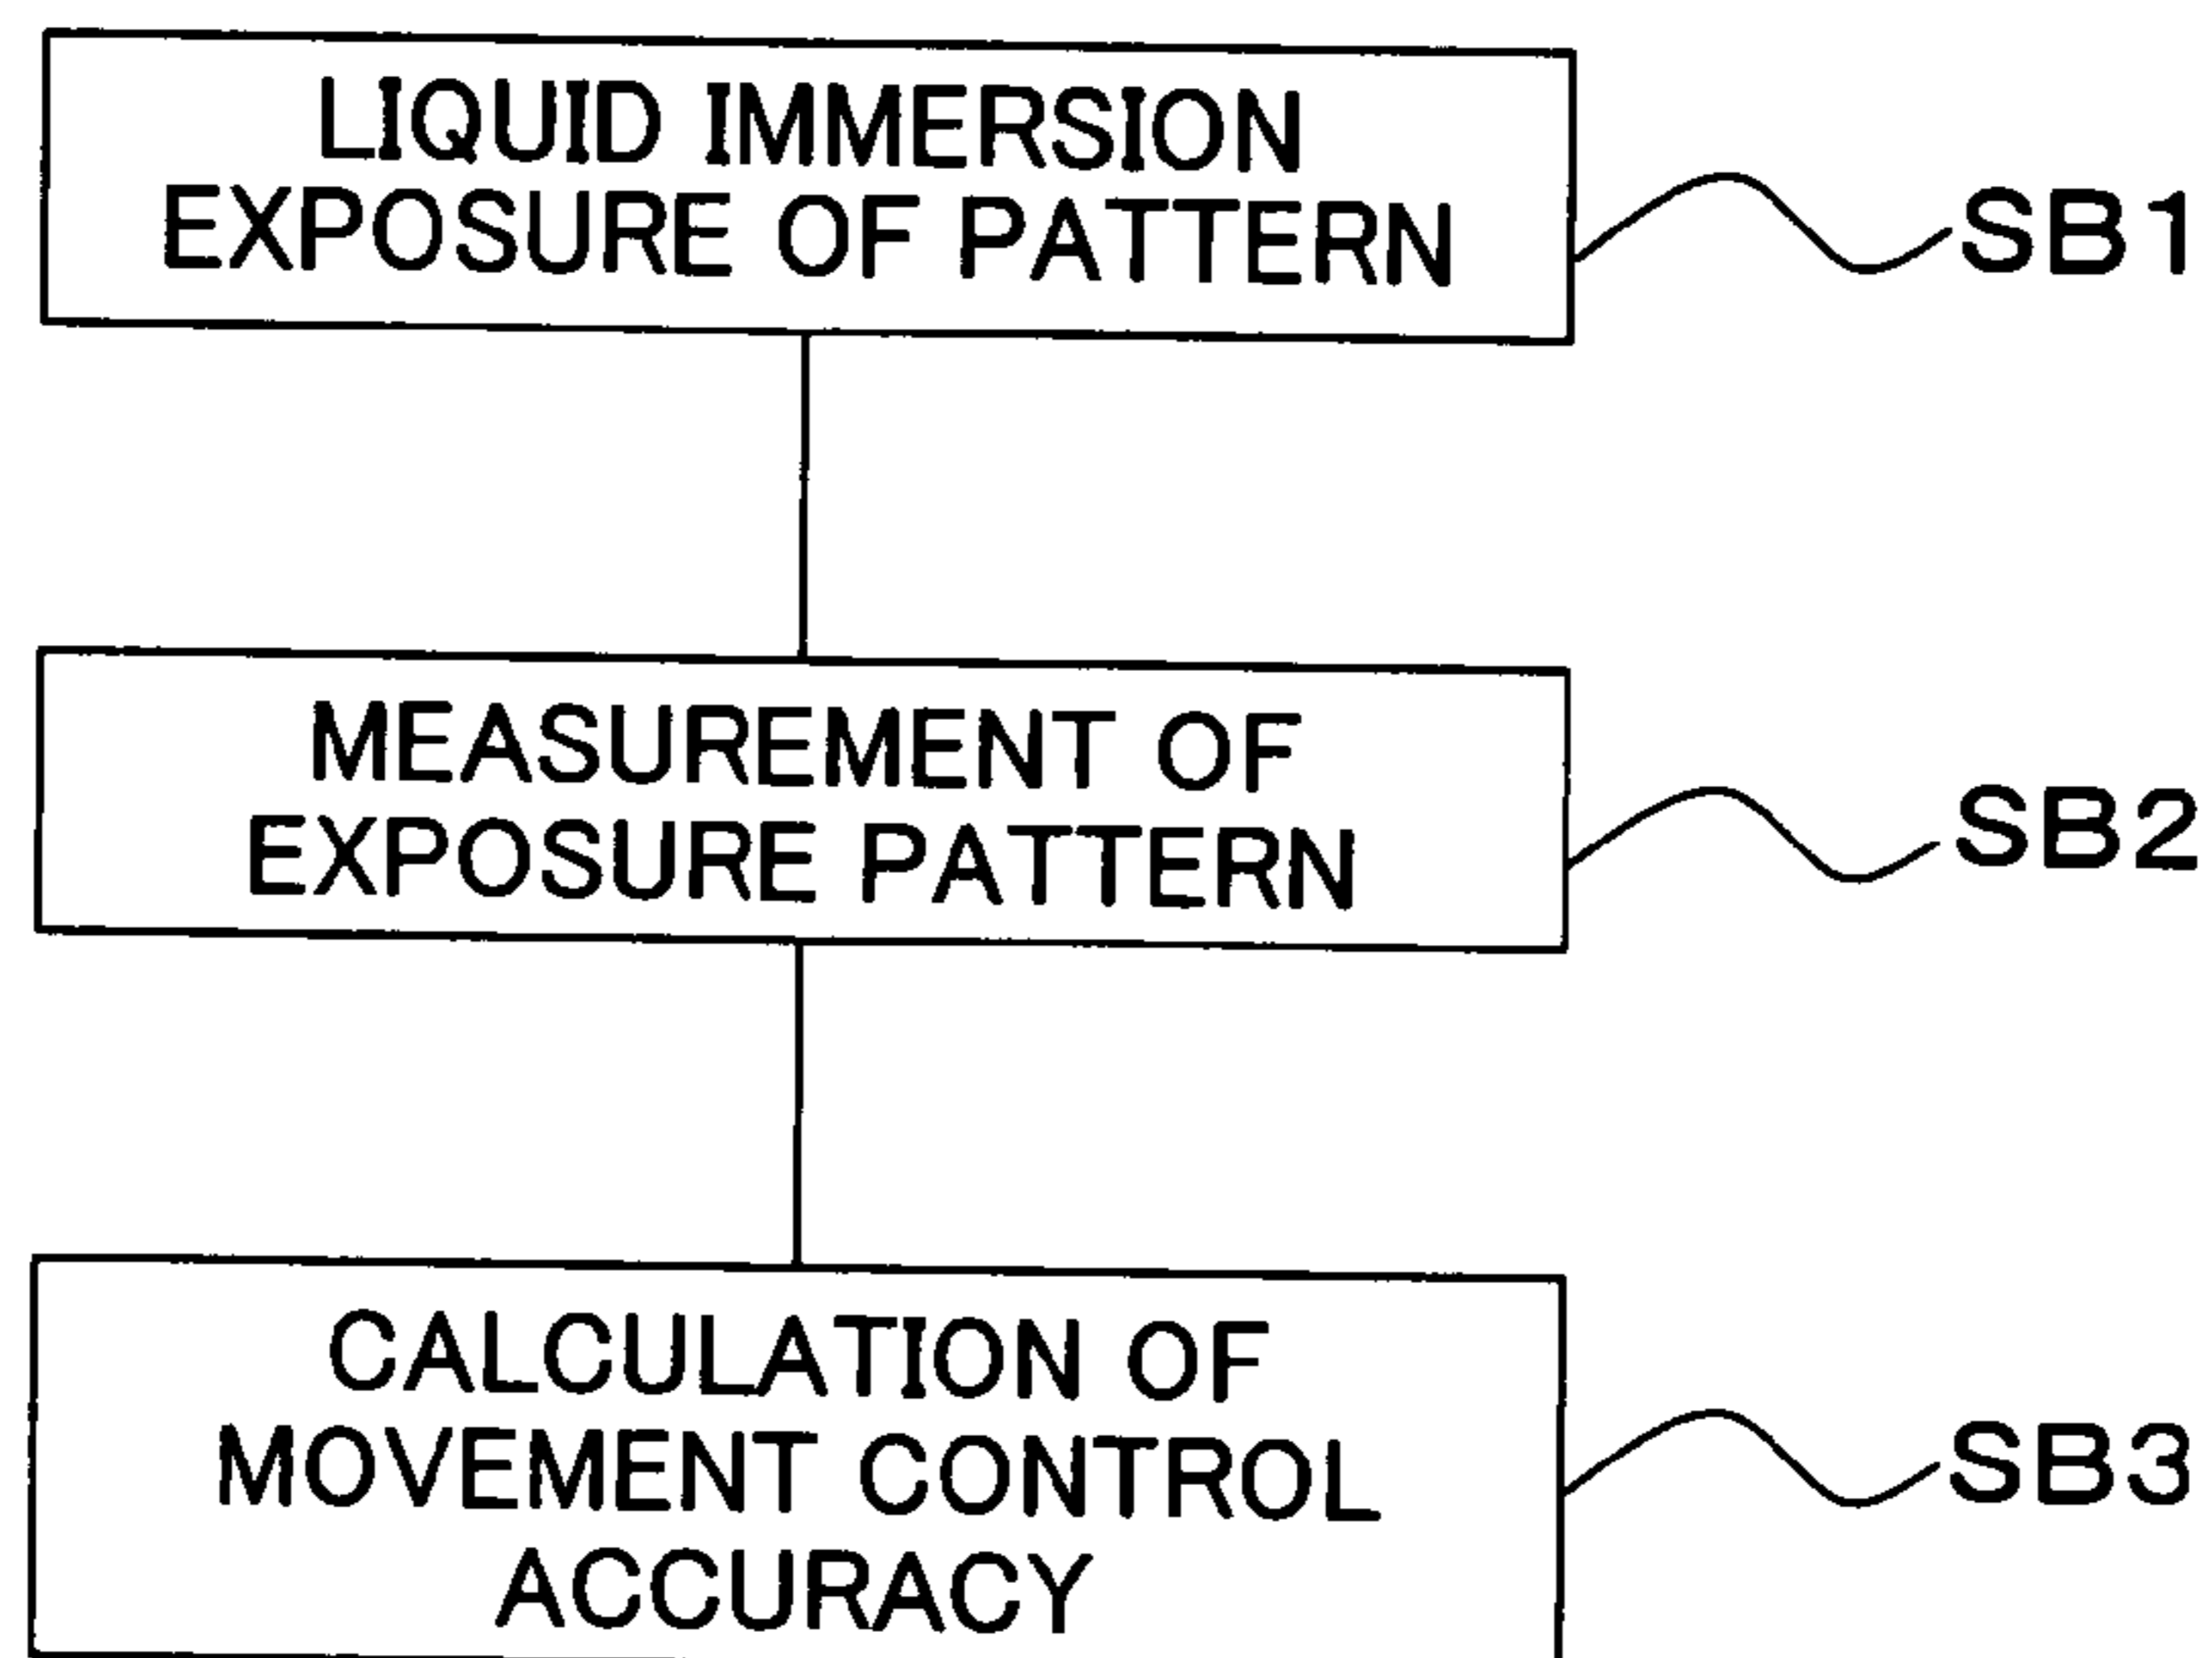 LIQUID IMMERSION
EXPOSURE OF PATTERN
SB1
MEASUREMENT OF
EXPOSURE PATTERN
SB2
CALCULATION OF
MOVEMENT CONTROL
ACCURACY
SB3